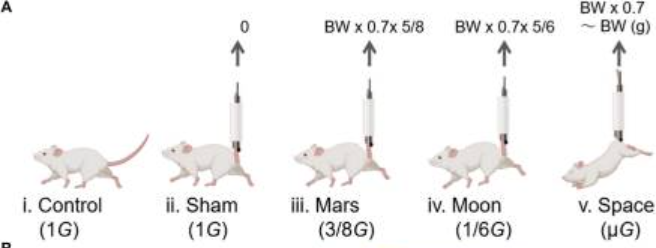 A
0
BW x 0.7x 5/8
BW x 0.7x 5/6
BW x 0.7
~ BW (g)
i. Control
(1G)
ii. Sham
(1G)
iii. Mars
(3/8G)
iv. Moon
(1/6G)
v. Space
(µG)